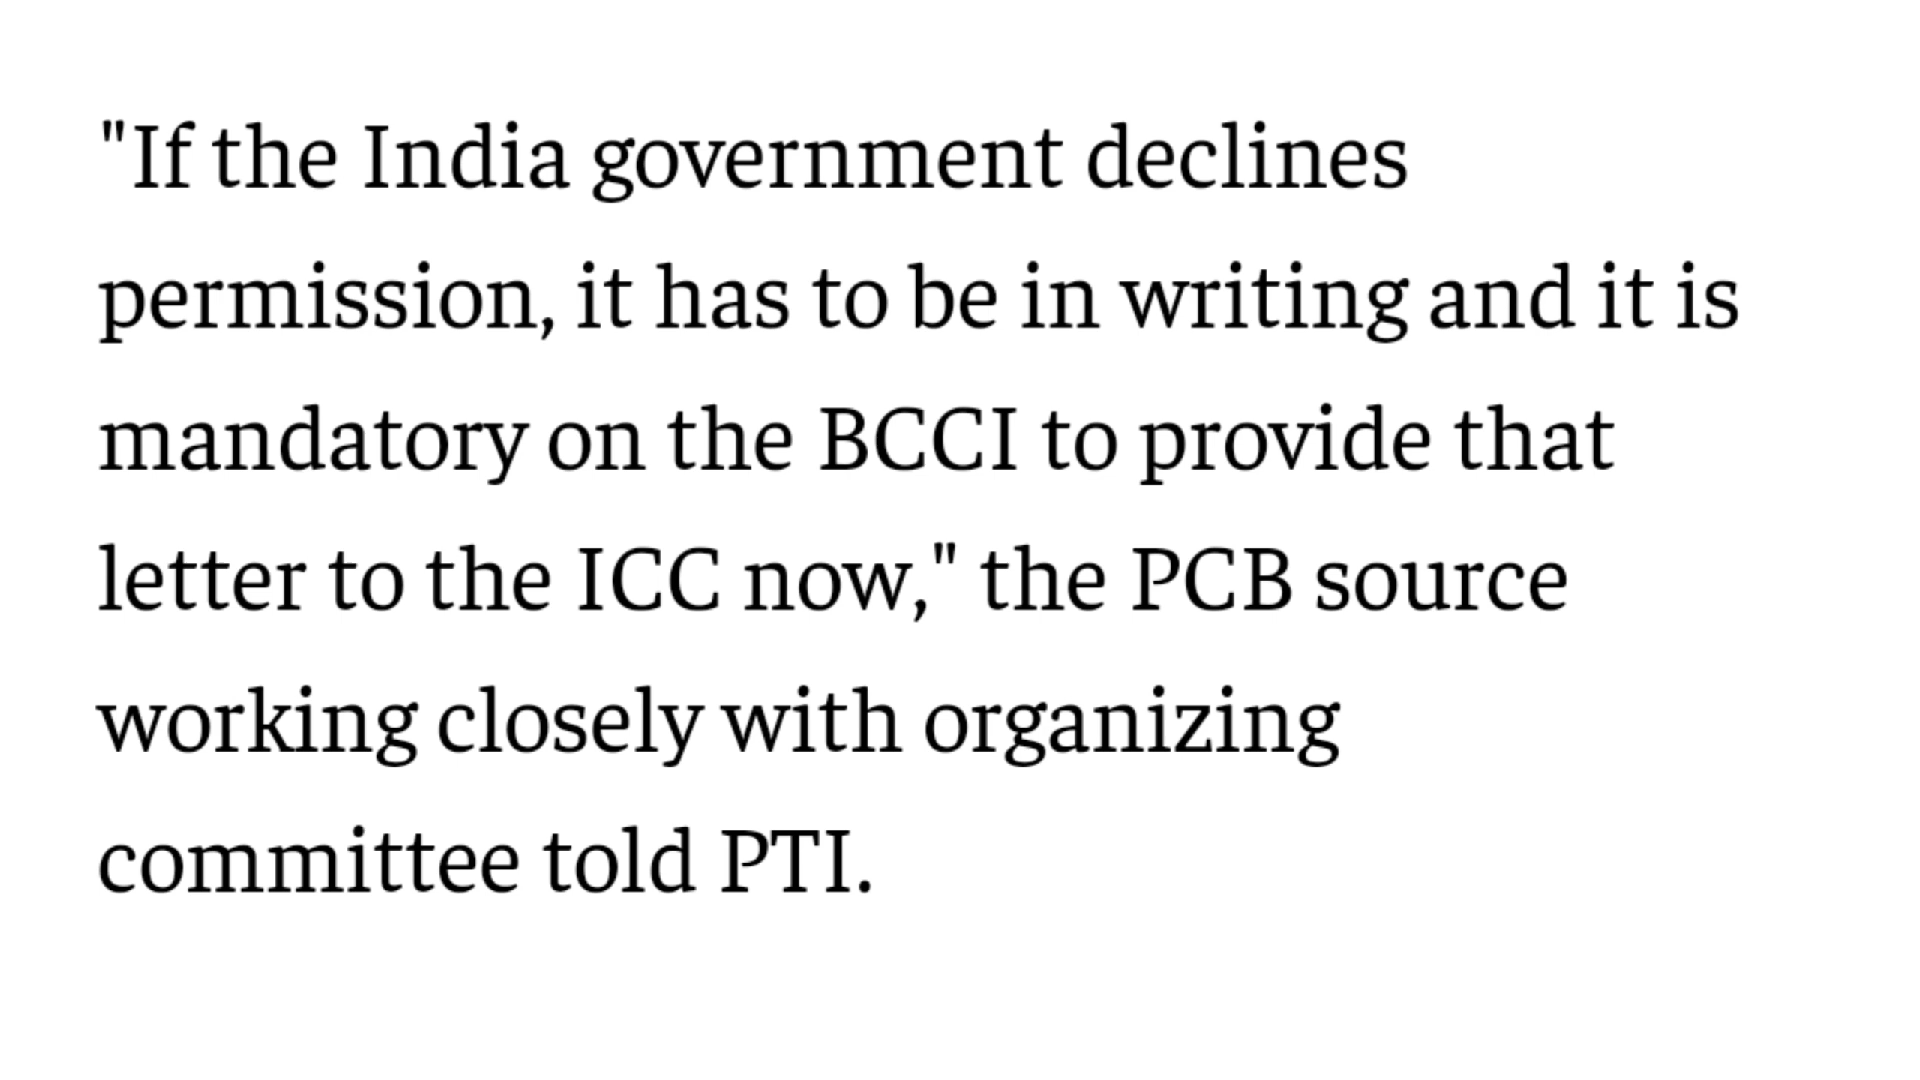 "If the India government declines
permission, it has to be in writing and it is
mandatory on the BCCI to provide that
letter to the ICC now," the PCB source
working closely with organizing
committee told PTI.